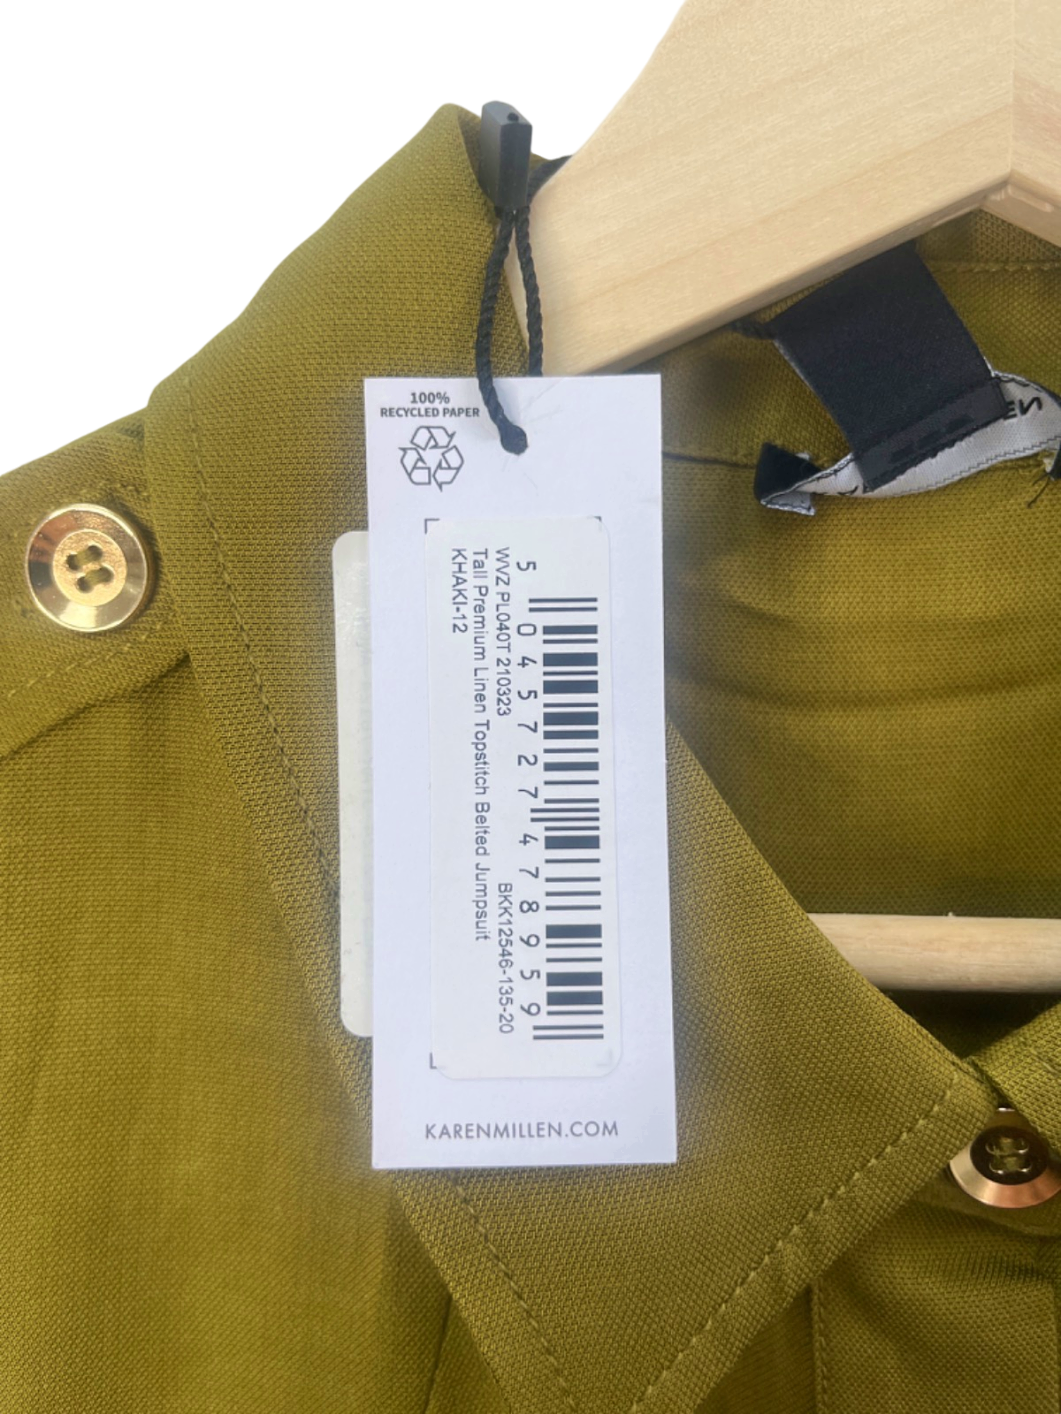 100%
RECYCLED PAPER
5 045727 478959
WVZ PL040T 210323 BKK12546-135-20
Tall Premium Linen Topstitch Belted Jumpsuit
KHAKI-12
KARENMILLEN.COM
EN